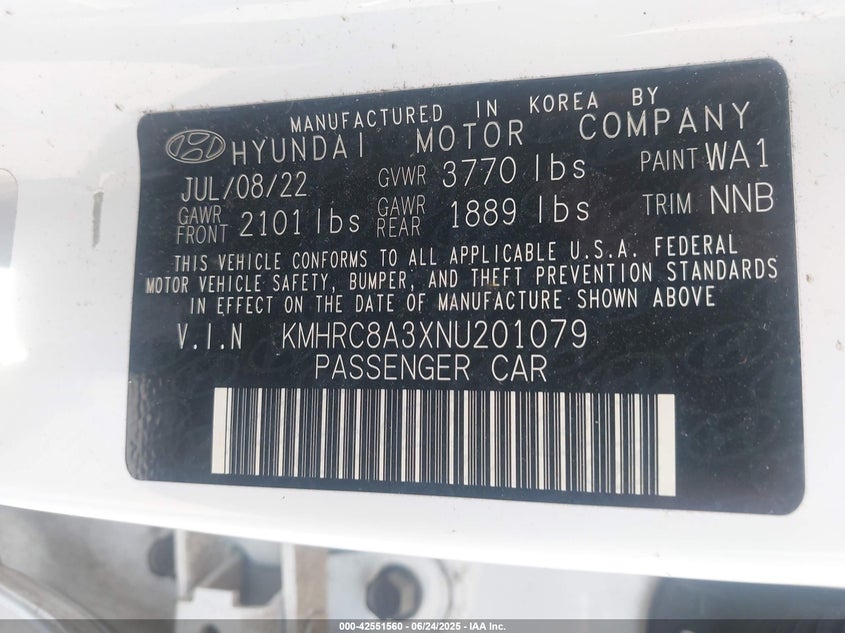 MANUFACTURED IN KOREA BY
HYUNDAI MOTOR COMPANY
JUL/08/22 GVWR 3770 lbs PAINT WA1
GAWR FRONT 2101 lbs GAWR REAR 1889 lbs TRIM NNB
THIS VEHICLE CONFORMS TO ALL APPLICABLE U.S.A. FEDERAL
MOTOR VEHICLE SAFETY, BUMPER, AND THEFT PREVENTION STANDARDS
IN EFFECT ON THE DATE OF MANUFACTURE SHOWN ABOVE
V.I.N KMHRC8A3XNU201079
PASSENGER CAR
000-42551560 - 06/24/2025 - IAA Inc.